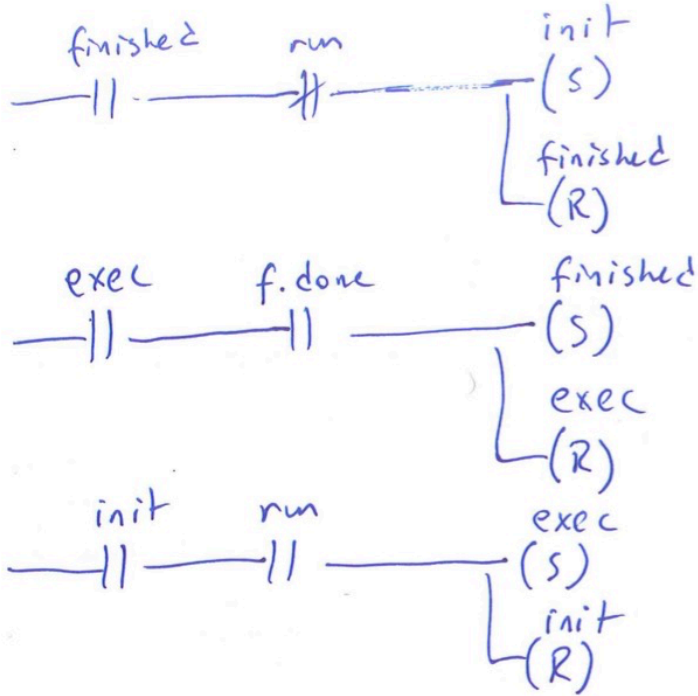 finished run init
(S)
finished
(R)
exec f.done finished
(S)
exec
(R)
init run exec
(S)
init
(R)